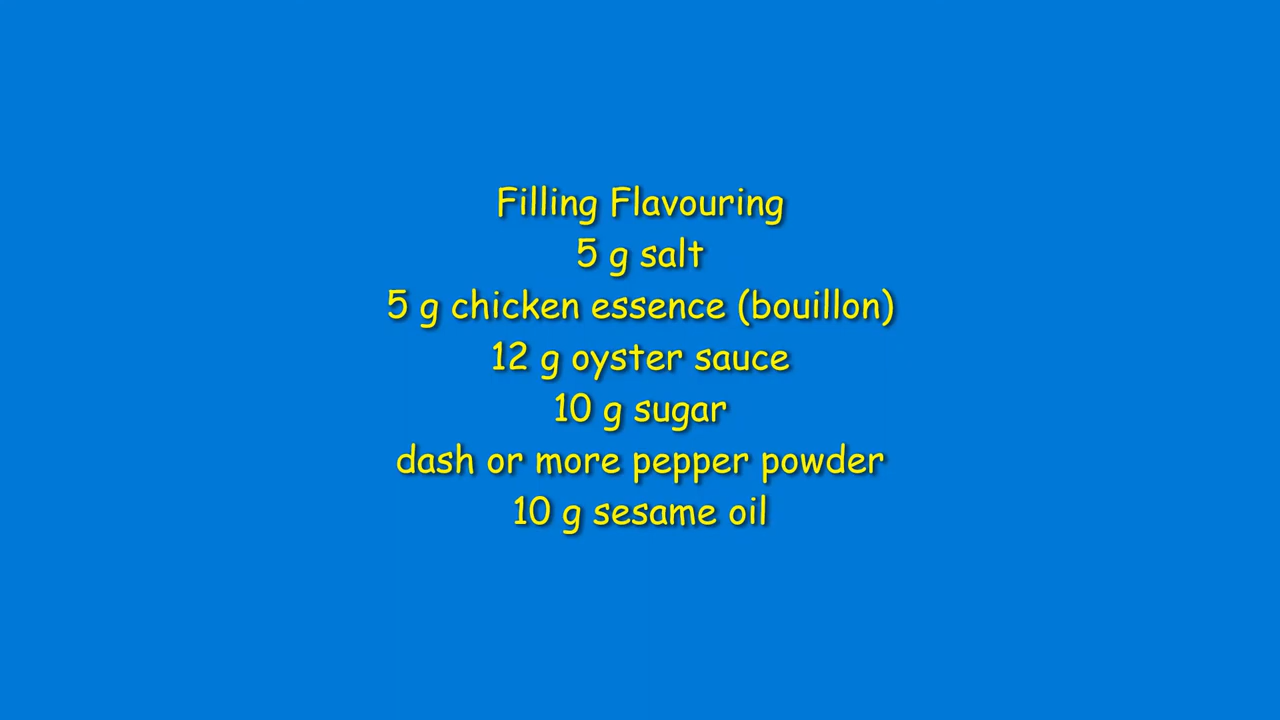 Filling Flavouring
5 g salt
5 g chicken essence (bouillon)
12 g oyster sauce
10 g sugar
dash or more pepper powder
10 g sesame oil